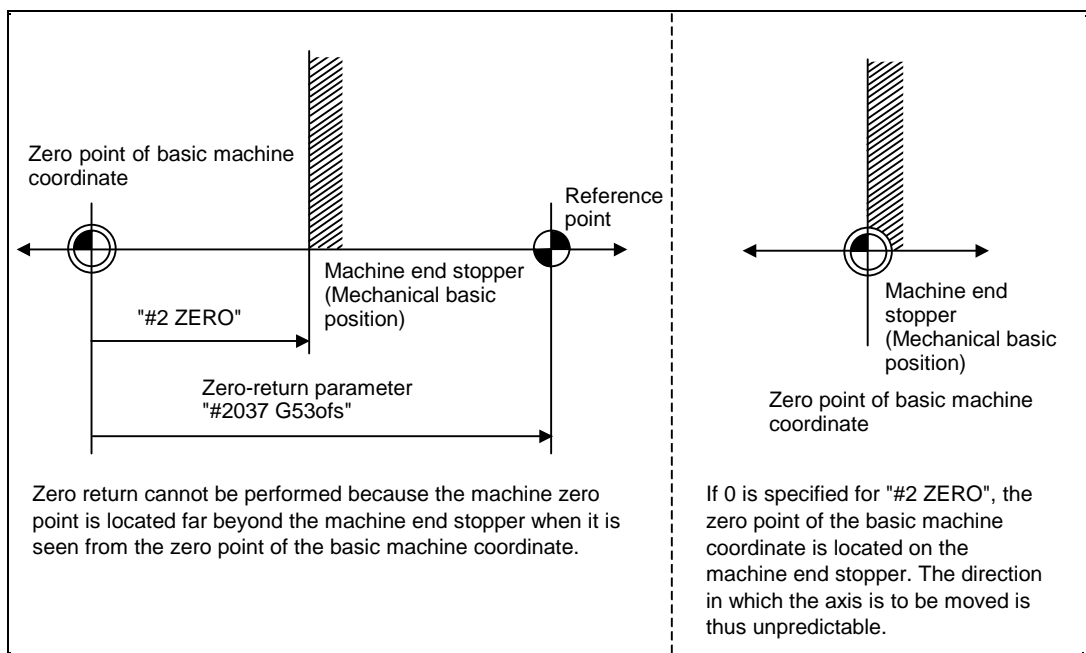 Zero point of basic machine
coordinate
Reference
point
Machine end stopper
(Mechanical basic
position)
"#2 ZERO"
Zero-return parameter
"#2037 G53ofs"
Zero return cannot be performed because the machine zero
point is located far beyond the machine end stopper when it is
seen from the zero point of the basic machine coordinate.
Machine end
stopper
(Mechanical basic
position)
Zero point of basic machine
coordinate
If 0 is specified for "#2 ZERO", the
zero point of the basic machine
coordinate is located on the
machine end stopper. The direction
in which the axis is to be moved is
thus unpredictable.